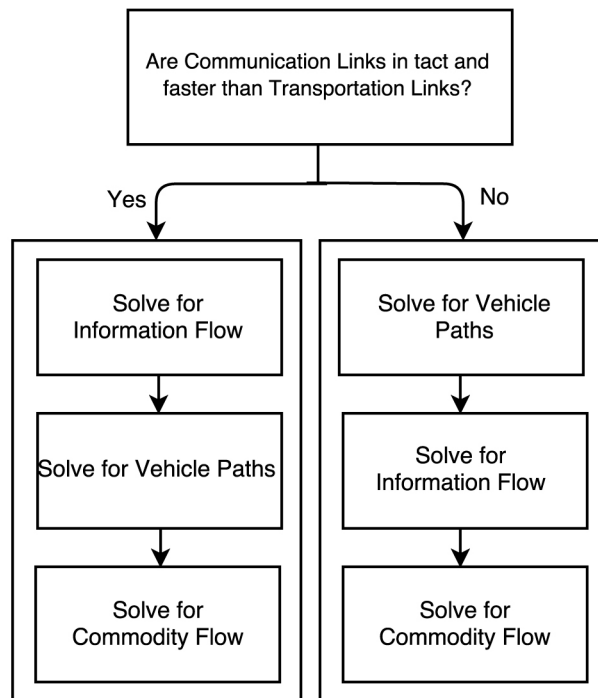 Are Communication Links in tact and
faster than Transportation Links?
Yes
No
Solve for
Information Flow
Solve for Vehicle Paths
Solve for
Commodity Flow
Solve for Vehicle
Paths
Solve for
Information Flow
Solve for
Commodity Flow